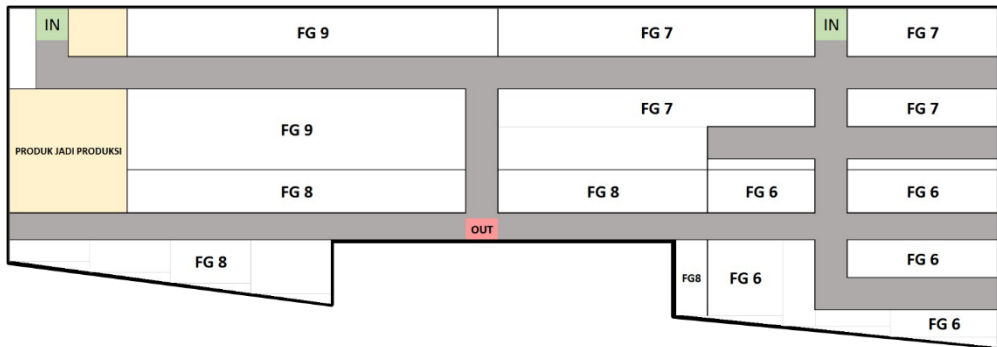 IN
FG 9
FG 7
IN
FG 7
FG 7
FG 7
FG 9
PRODUK JADI PRODUKSI
FG 8
FG 8
FG 6
FG 6
OUT
FG 8
FG8
FG 6
FG 6
FG 6